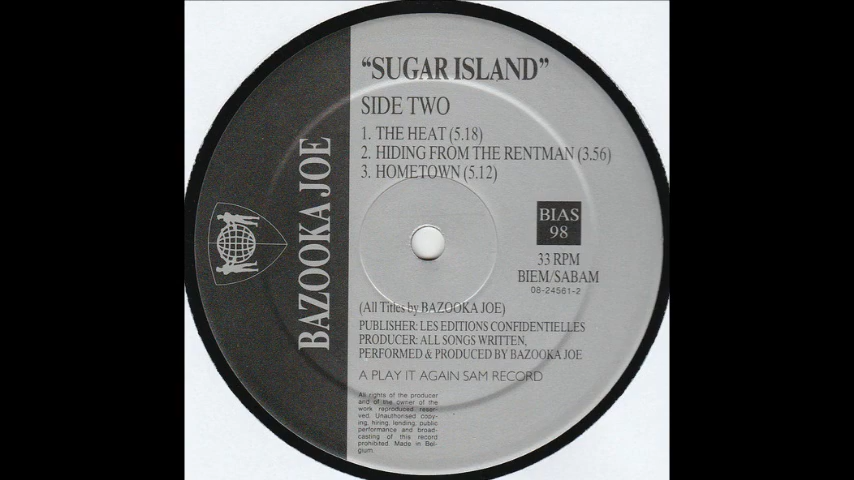 "SUGAR ISLAND"
SIDE TWO
1. THE HEAT (5.18)
2. HIDING FROM THE RENTMAN (3.56)
3. HOMETOWN (5.12)
BAZOOKA JOE
BIAS
98
33 RPM
BIEM/SABAM
08-24561-2
(All Titles by BAZOOKA JOE)
PUBLISHER: LES EDITIONS CONFIDENTIELLES
PRODUCER: ALL SONGS WRITTEN,
PERFORMED & PRODUCED BY BAZOOKA JOE
A PLAY IT AGAIN SAM RECORD
All rights of the producer
and of the owner of the
work reproduced reser-
ved. Unauthorised copy-
ing, hiring, lending, public
performance and broad-
casting of this record
prohibited. Made in Bel-
gium